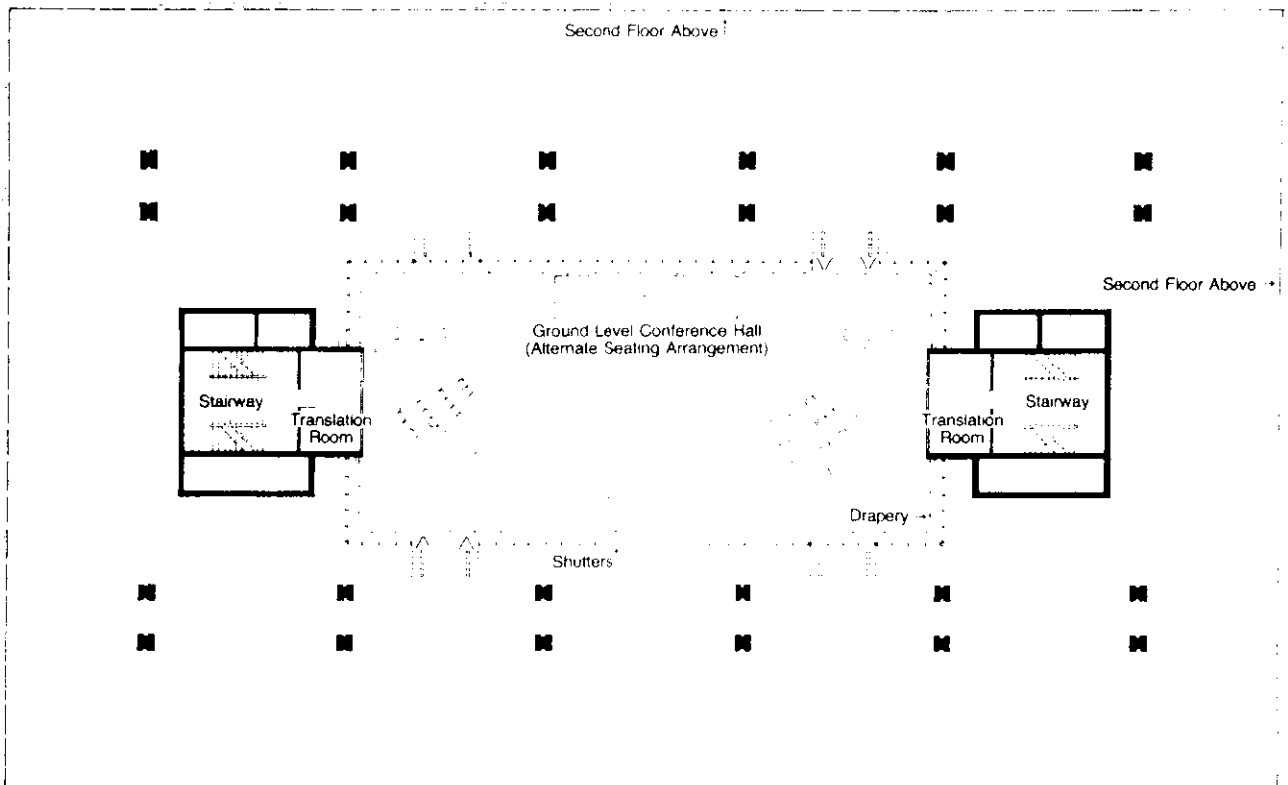 Second Floor Above
Second Floor Above
Ground Level Conference Hall
(Alternate Seating Arrangement)
Stairway
Translation
Room
Translation
Room
Stairway
Drapery
Shutters